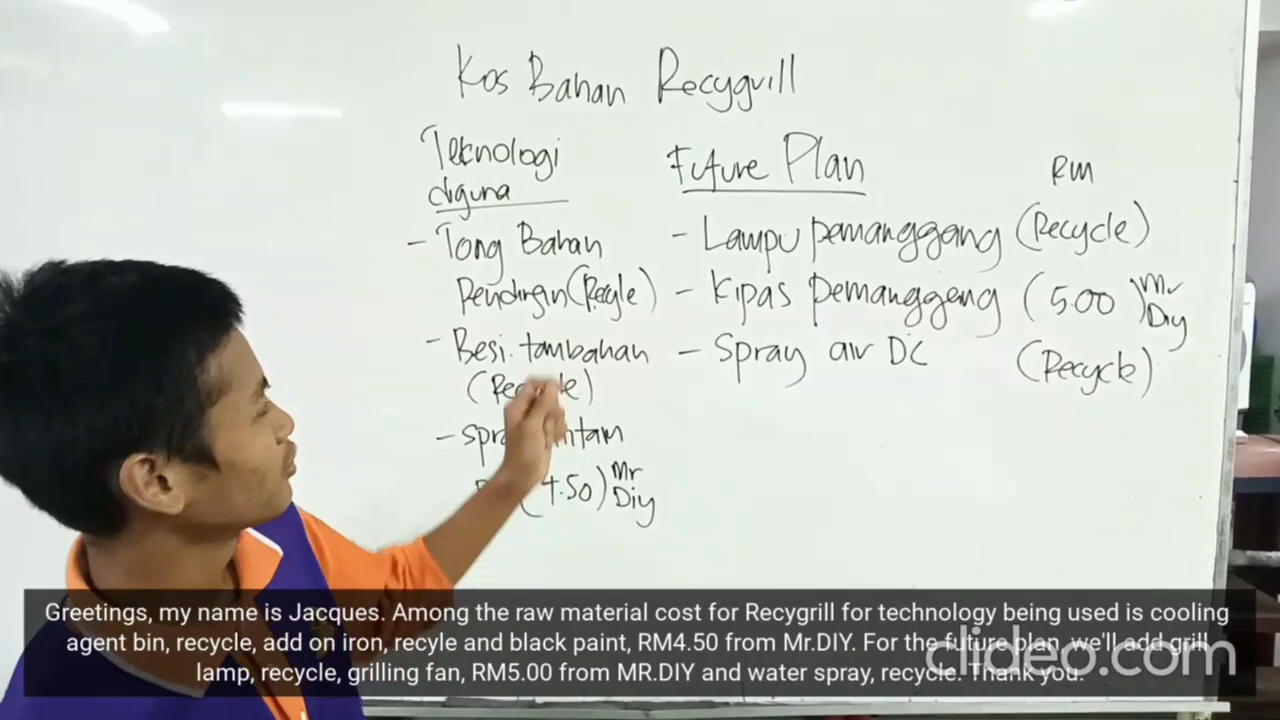 Kos Bahan Recygrill
Teknologi
diguna
- Tong Bahan
Pendingin (Recyle)
- Besi tambahan
(Recycle)
- Spray hitam
(4.50) Mr
Diy
Future Plan
RM
- Lampu pemanggang (Recycle)
- Kipas pemanggang (5.00) Mr
Diy
- Spray air DC (Recycle)
Greetings, my name is Jacques. Among the raw material cost for Recygrill for technology being used is cooling
agent bin, recycle, add on iron, recyle and black paint, RM4.50 from Mr.DIY. For the future plan, we'll add grill
lamp, recycle, grilling fan, RM5.00 from MR.DIY and water spray, recycle. Thank you.
clideo.com